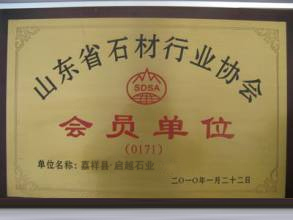 山东省石材行业协会
SDSA
会员单位
(0171)
单位名称：嘉祥县·启越石业
二〇一〇年一月二十二日